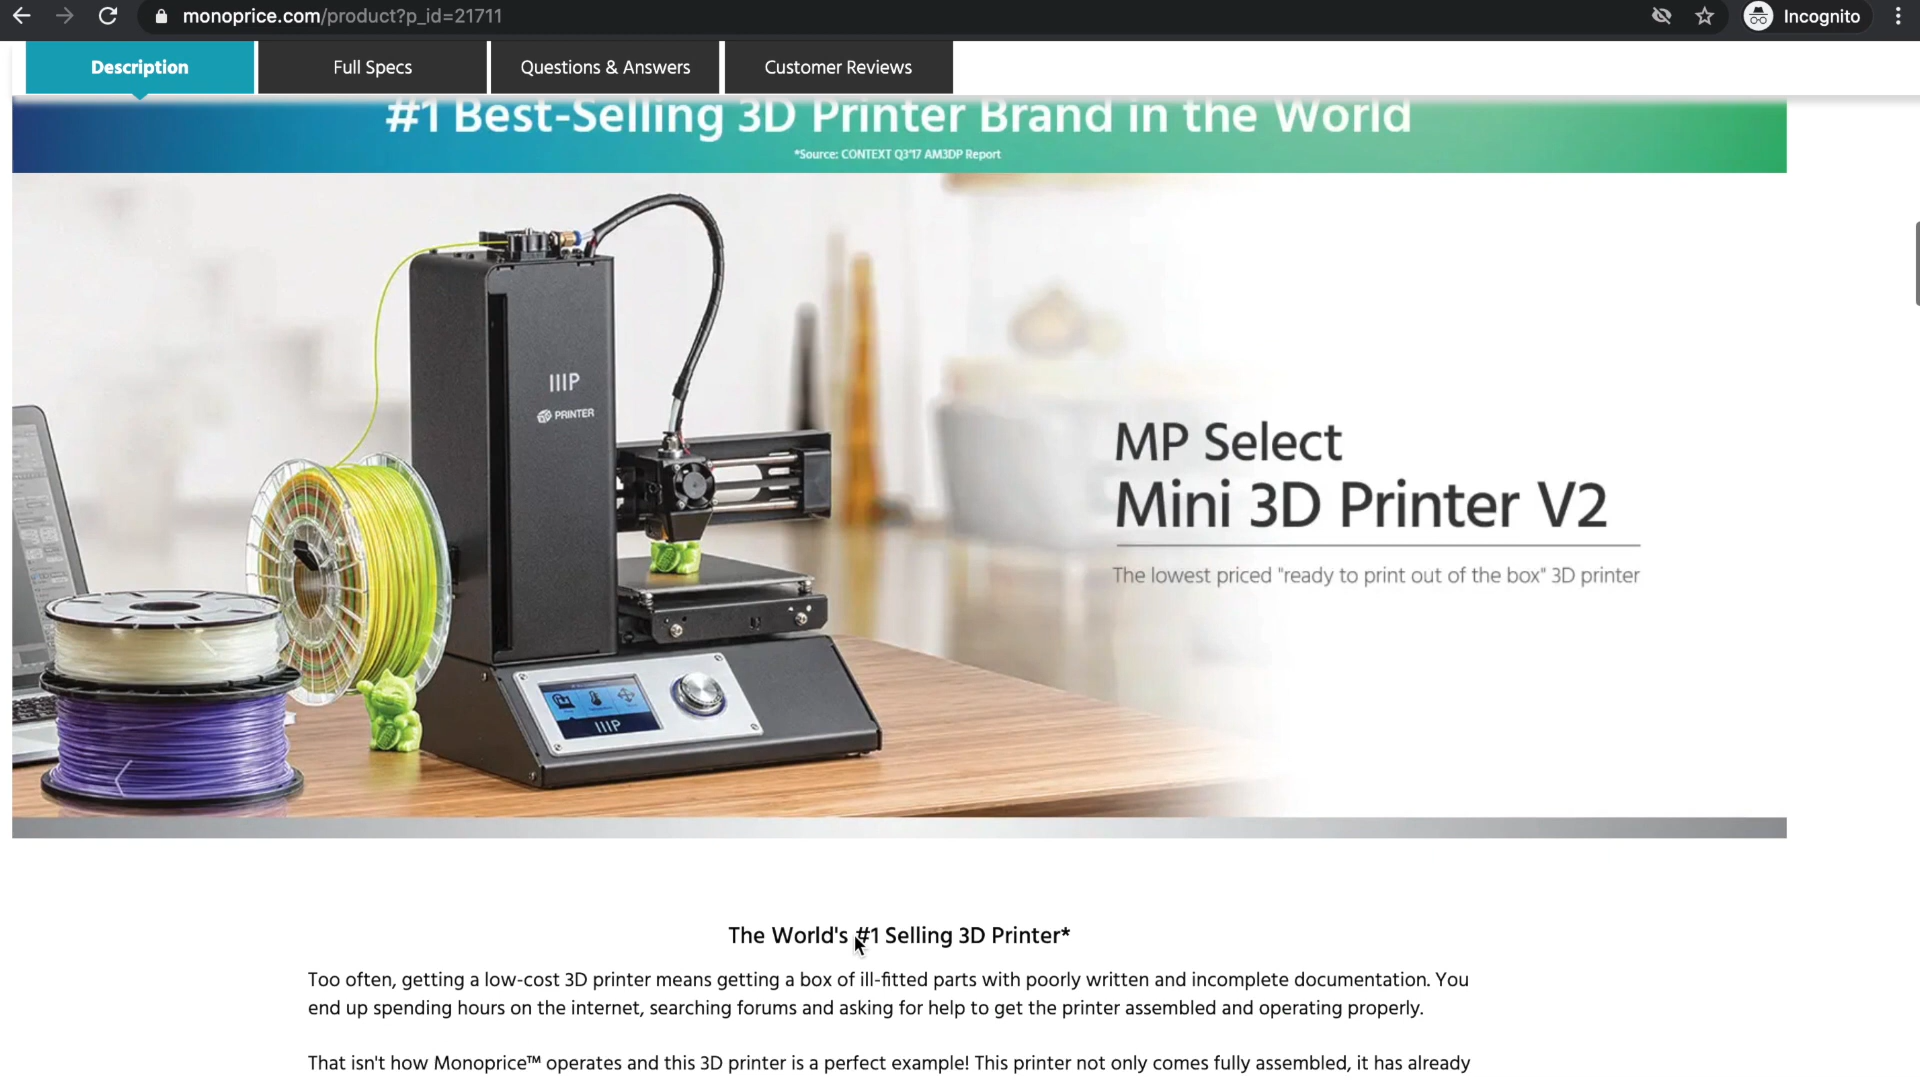 monoprice.com/product?p_id=21711
Incognito
Description
Full Specs
Questions & Answers
Customer Reviews
#1 Best-Selling 3D Printer Brand in the World
*Source: CONTEXT Q3'17 AM3DP Report
IIIP
PRINTER
IIIP
MP Select
Mini 3D Printer V2
The lowest priced "ready to print out of the box" 3D printer
The World's #1 Selling 3D Printer*
Too often, getting a low-cost 3D printer means getting a box of ill-fitted parts with poorly written and incomplete documentation. You
end up spending hours on the internet, searching forums and asking for help to get the printer assembled and operating properly.
That isn't how Monoprice™ operates and this 3D printer is a perfect example! This printer not only comes fully assembled, it has already